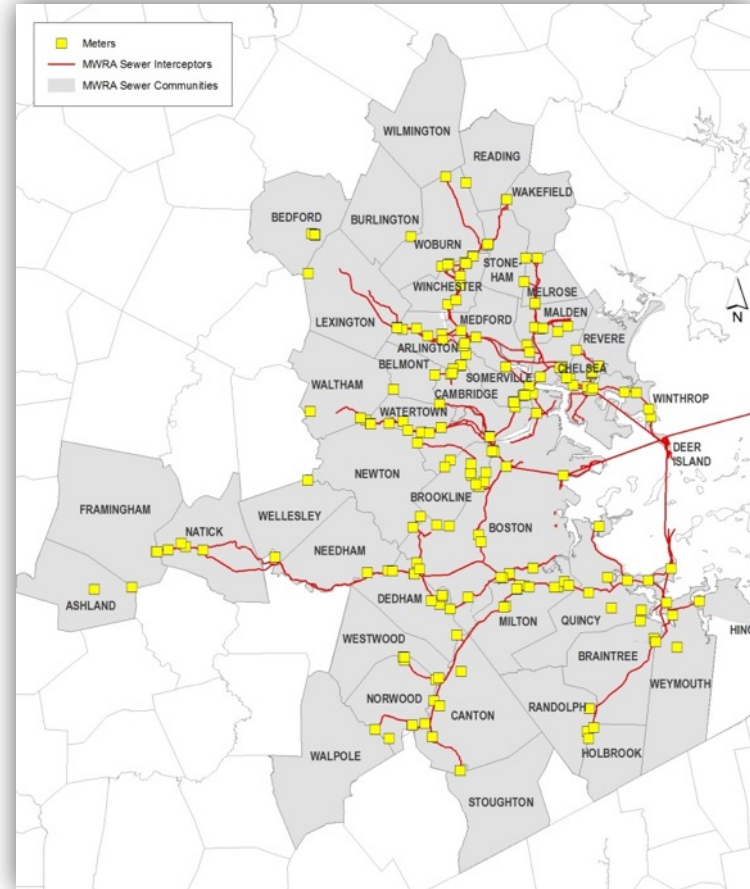 Meters
MWRA Sewer Interceptors
MWRA Sewer Communities
WILMINGTON
READING
WAKEFIELD
BEDFORD
BURLINGTON
WOBURN
STONE
HAM
WINCHESTER
MELROSE
LEXINGTON
MEDFORD
MALDEN
REVERE
ARLINGTON
BELMONT
CHELSEA
SOMERVILLE
WALTHAM
CAMBRIDGE
WINTHROP
WATERTOWN
DEER
ISLAND
NEWTON
BROOKLINE
FRAMINGHAM
NATICK
WELLESLEY
BOSTON
NEEDHAM
ASHLAND
DEDHAM
MILTON
QUINCY
HING
WESTWOOD
BRAINTREE
WEYMOUTH
NORWOOD
CANTON
RANDOLPH
WALPOLE
HOLBROOK
STOUGHTON
N